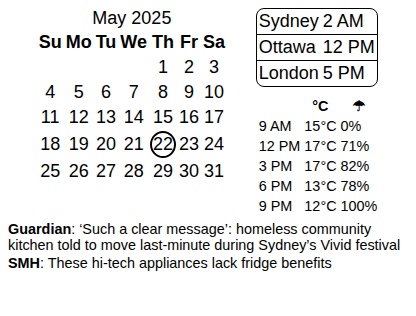 May 2025
Su Mo Tu We Th Fr Sa
1 2 3
4 5 6 7 8 9 10
11 12 13 14 15 16 17
18 19 20 21 22 23 24
25 26 27 28 29 30 31
Sydney 2 AM
Ottawa 12 PM
London 5 PM
°C ☂
9 AM 15°C 0%
12 PM 17°C 71%
3 PM 17°C 82%
6 PM 13°C 78%
9 PM 12°C 100%
Guardian: ‘Such a clear message’: homeless community
kitchen told to move last-minute during Sydney’s Vivid festival
SMH: These hi-tech appliances lack fridge benefits